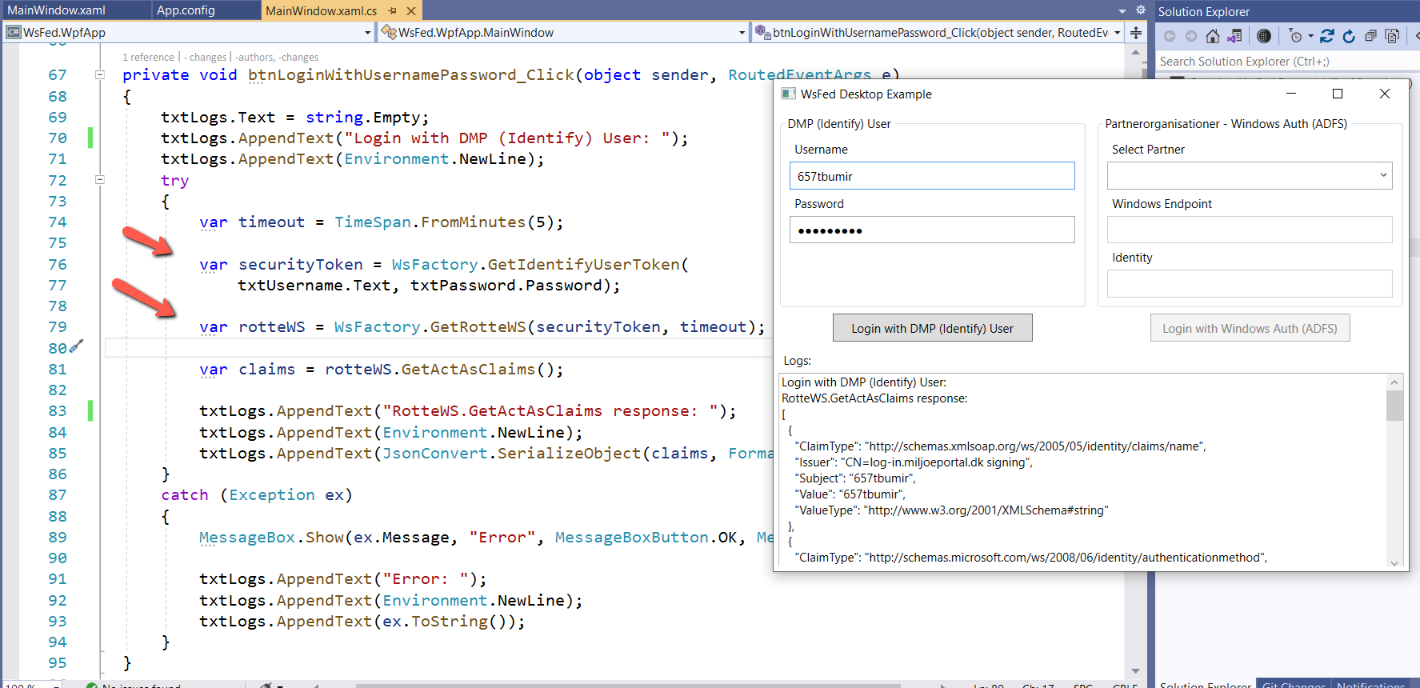 MainWindow.xaml App.config MainWindow.xaml.cs
WsFed.WpfApp WsFed.WpfApp.MainWindow btnLoginWithUsernamePassword_Click(object sender, RoutedEv
1 reference | - changes | -authors, -changes
67 private void btnLoginWithUsernamePassword_Click(object sender, RoutedEventArgs e)
68 {
69 txtLogs.Text = string.Empty;
70 txtLogs.AppendText("Login with DMP (Identify) User: ");
71 txtLogs.AppendText(Environment.NewLine);
72 try
73 {
74 var timeout = TimeSpan.FromMinutes(5);
75
76 var securityToken = WsFactory.GetIdentifyUserToken(
77 txtUsername.Text, txtPassword.Password);
78
79 var rotteWS = WsFactory.GetRotteWS(securityToken, timeout);
80
81 var claims = rotteWS.GetActAsClaims();
82
83 txtLogs.AppendText("RotteWS.GetActAsClaims response: ");
84 txtLogs.AppendText(Environment.NewLine);
85 txtLogs.AppendText(JsonConvert.SerializeObject(claims, Forma
86 }
87 catch (Exception ex)
88 {
89 MessageBox.Show(ex.Message, "Error", MessageBoxButton.OK, Me
90
91 txtLogs.AppendText("Error: ");
92 txtLogs.AppendText(Environment.NewLine);
93 txtLogs.AppendText(ex.ToString());
94 }
95 }
Solution Explorer
Search Solution Explorer (Ctrl+;)
WsFed Desktop Example
DMP (Identify) User
Username
657tbumir
Password
●●●●●●●●●
Login with DMP (Identify) User
Partnerorganisationer - Windows Auth (ADFS)
Select Partner
Windows Endpoint
Identity
Login with Windows Auth (ADFS)
Logs:
Login with DMP (Identify) User:
RotteWS.GetActAsClaims response:
[
{
"ClaimType": "http://schemas.xmlsoap.org/ws/2005/05/identity/claims/name",
"Issuer": "CN=log-in.miljoeportal.dk signing",
"Subject": "657tbumir",
"Value": "657tbumir",
"ValueType": "http://www.w3.org/2001/XMLSchema#string"
},
{
"ClaimType": "http://schemas.microsoft.com/ws/2008/06/identity/authenticationmethod",
100 % No issues found Ln: 80 Ch: 17 SPC CRLF
Solution Explorer Git Changes Notifications